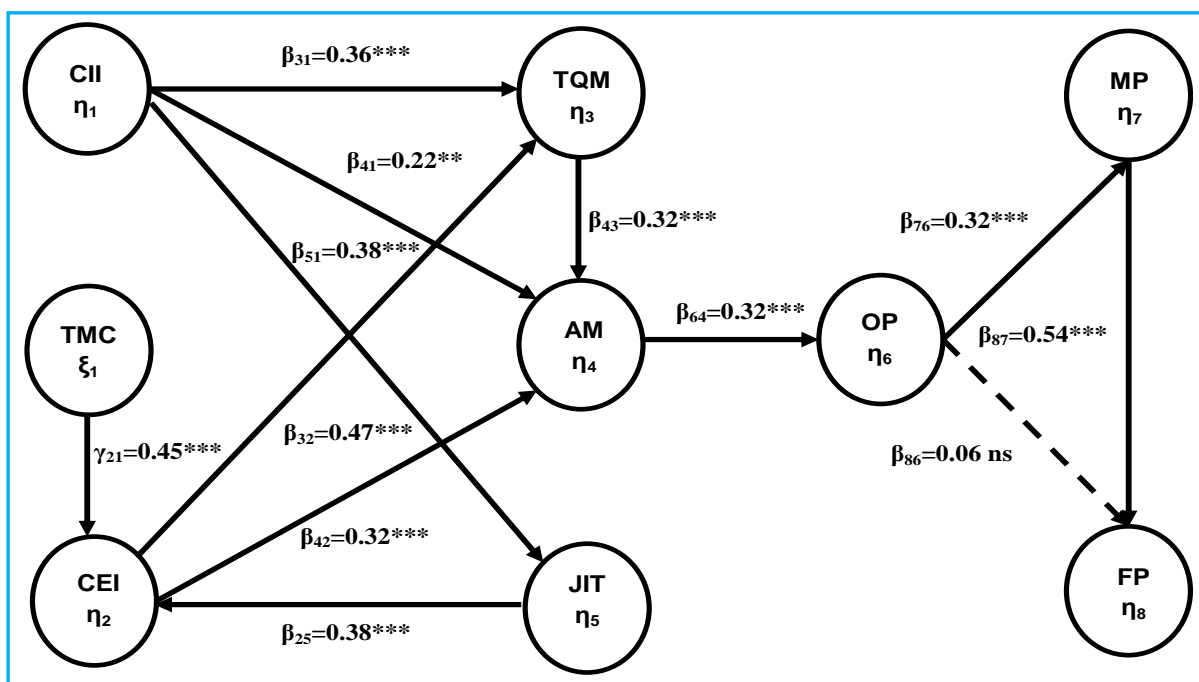 CII
η₁
β₃₁=0.36***
TQM
η₃
MP
η₇
β₄₁=0.22**
β₄₃=0.32***
β₇₆=0.32***
β₅₁=0.38***
TMC
ξ₁
AM
η₄
β₆₄=0.32***
OP
η₆
β₈₇=0.54***
γ₂₁=0.45***
β₃₂=0.47***
β₈₆=0.06 ns
β₄₂=0.32***
CEI
η₂
JIT
η₅
FP
η₈
β₂₅=0.38***